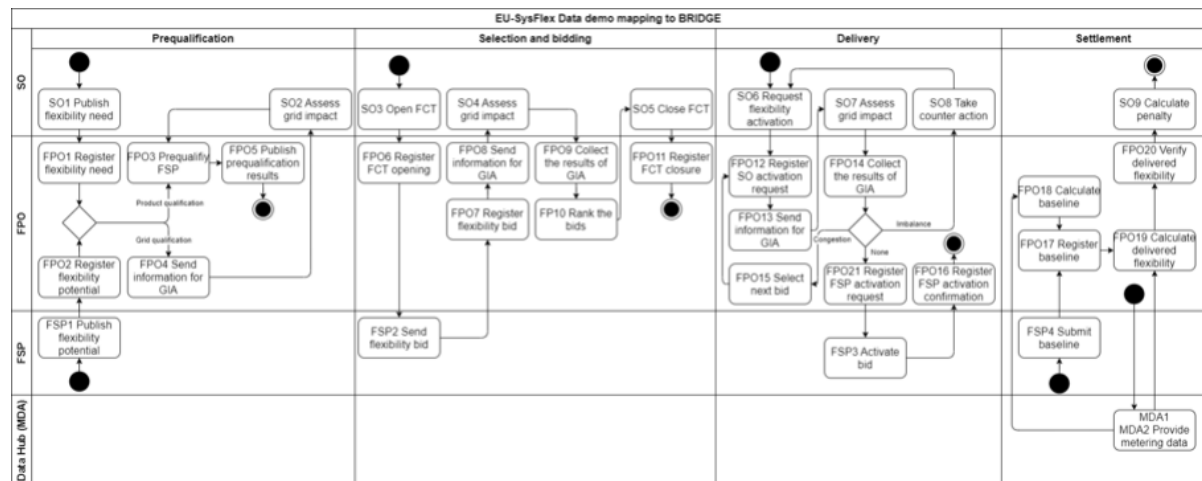 EU-SysFlex Data demo mapping to BRIDGE
Prequalification
Selection and bidding
Delivery
Settlement
SO
SO1 Publish
flexibility need
SO2 Assess
grid impact
SO3 Open FCT
SO4 Assess
grid impact
SO5 Close FCT
SO6 Request
flexibility
activation
SO7 Assess
grid impact
SO8 Take
counter action
SO9 Calculate
penalty
FPO
FPO1 Register
flexibility need
FPO3 Prequalifiy
FSP
FPO5 Publish
prequalification
results
Product qualification
Grid qualification
FPO2 Register
flexibility
potential
FPO4 Send
information for
GIA
FPO6 Register
FCT opening
FPO8 Send
information for
GIA
FPO9 Collect
the results of
GIA
FPO11 Register
FCT closure
FPO7 Register
flexibility bid
FP10 Rank the
bids
FPO12 Register
SO activation
request
FPO14 Collect
the results of
GIA
FPO13 Send
information for
GIA
Congestion
Imbalance
None
FPO15 Select
next bid
FPO21 Register
FSP activation
request
FPO16 Register
FSP activation
confirmation
FPO20 Verify
delivered
flexibility
FPO18 Calculate
baseline
FPO17 Register
baseline
FPO19 Calculate
delivered
flexibility
FSP
FSP1 Publish
flexibility
potential
FSP2 Send
flexibility bid
FSP3 Activate
bid
FSP4 Submit
baseline
Data Hub (MDA)
MDA1
MDA2 Provide
metering data